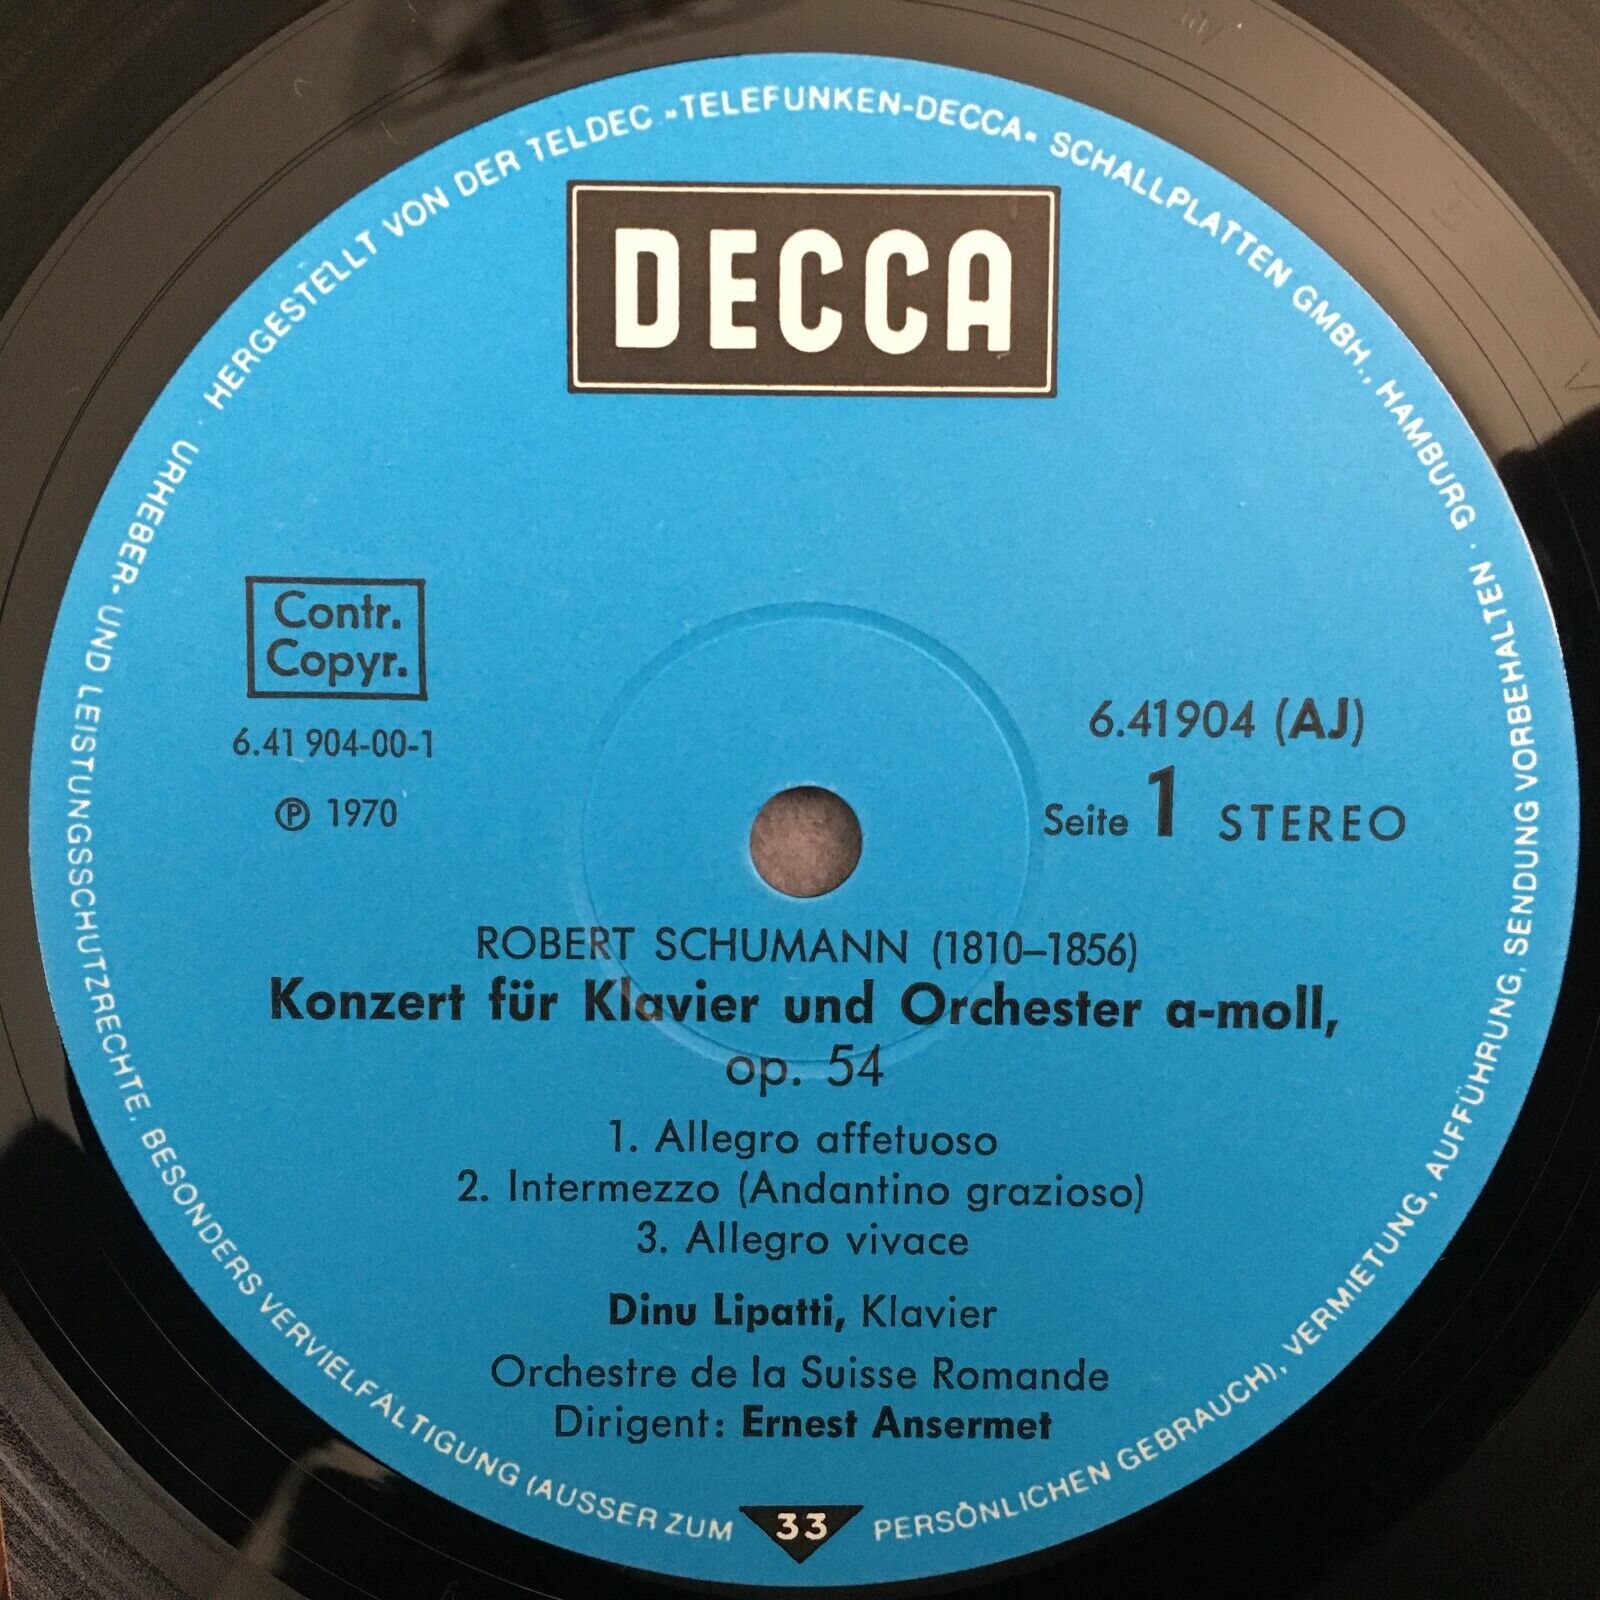 HERGESTELLT VON DER TELDEC »TELEFUNKEN-DECCA« SCHALLPLATTEN GMBH., HAMBURG · URHEBER- UND LEISTUNGSSCHUTZRECHTE, BESONDERS VERVIELFÄLTIGUNG (AUSSER ZUM PERSÖNLICHEN GEBRAUCH), VERMIETUNG, AUFFÜHRUNG, SENDUNG VORBEHALTEN ·
DECCA
Contr.
Copyr.
6.41 904-00-1
℗ 1970
6.41904 (AJ)
Seite 1 STEREO
ROBERT SCHUMANN (1810–1856)
Konzert für Klavier und Orchester a-moll,
op. 54
1. Allegro affetuoso
2. Intermezzo (Andantino grazioso)
3. Allegro vivace
Dinu Lipatti, Klavier
Orchestre de la Suisse Romande
Dirigent: Ernest Ansermet
33